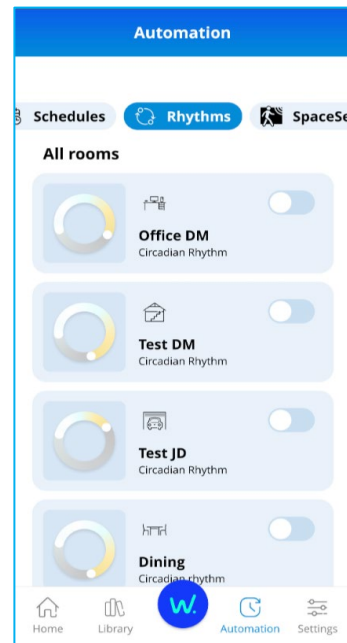 Automation
Schedules
Rhythms
SpaceSe
All rooms
Office DM
Circadian Rhythm
Test DM
Circadian Rhythm
Test JD
Circadian Rhythm
Dining
Circadian rhythm
W.
Home
Library
Automation
Settings